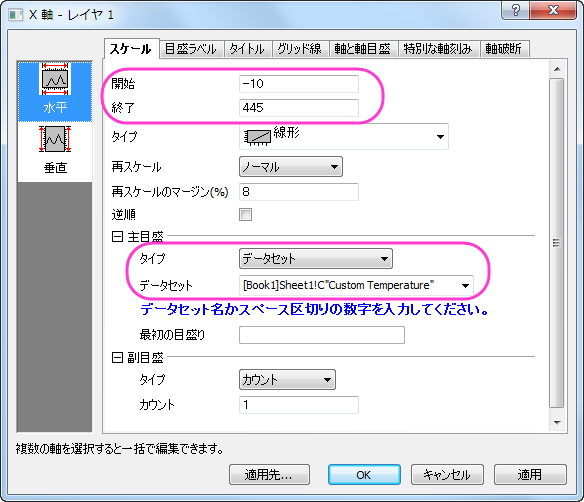 X 軸 - レイヤ 1
スケール 目盛ラベル タイトル グリッド線 軸と軸目盛 特別な軸刻み 軸破断
水平
垂直
開始 -10
終了 445
タイプ 線形
再スケール ノーマル
再スケールのマージン(%) 8
逆順
主目盛
タイプ データセット
データセット [Book1]Sheet1!C"Custom Temperature"
データセット名かスペース区切りの数字を入力してください。
最初の目盛り
副目盛
タイプ カウント
カウント 1
複数の軸を選択すると一括で編集できます。
適用先... OK キャンセル 適用